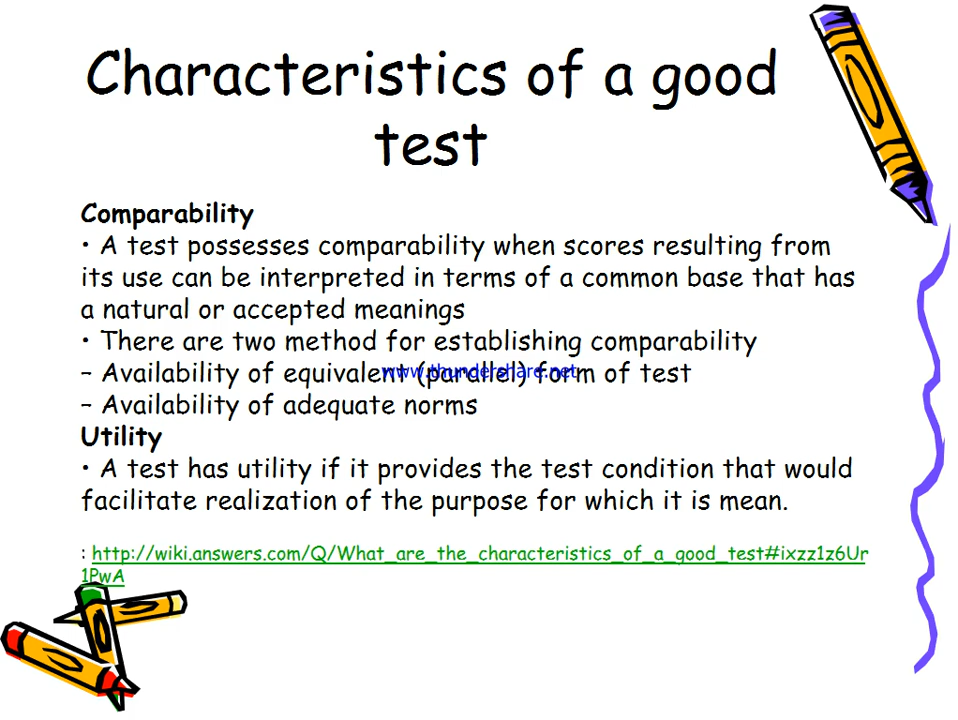 Characteristics of a good
test
Comparability
• A test possesses comparability when scores resulting from
its use can be interpreted in terms of a common base that has
a natural or accepted meanings
• There are two method for establishing comparability
– Availability of equivalent (parallel) form of test
www.thundershare.net
– Availability of adequate norms
Utility
• A test has utility if it provides the test condition that would
facilitate realization of the purpose for which it is mean.
: http://wiki.answers.com/Q/What_are_the_characteristics_of_a_good_test#ixzz1z6Ur
1PwA